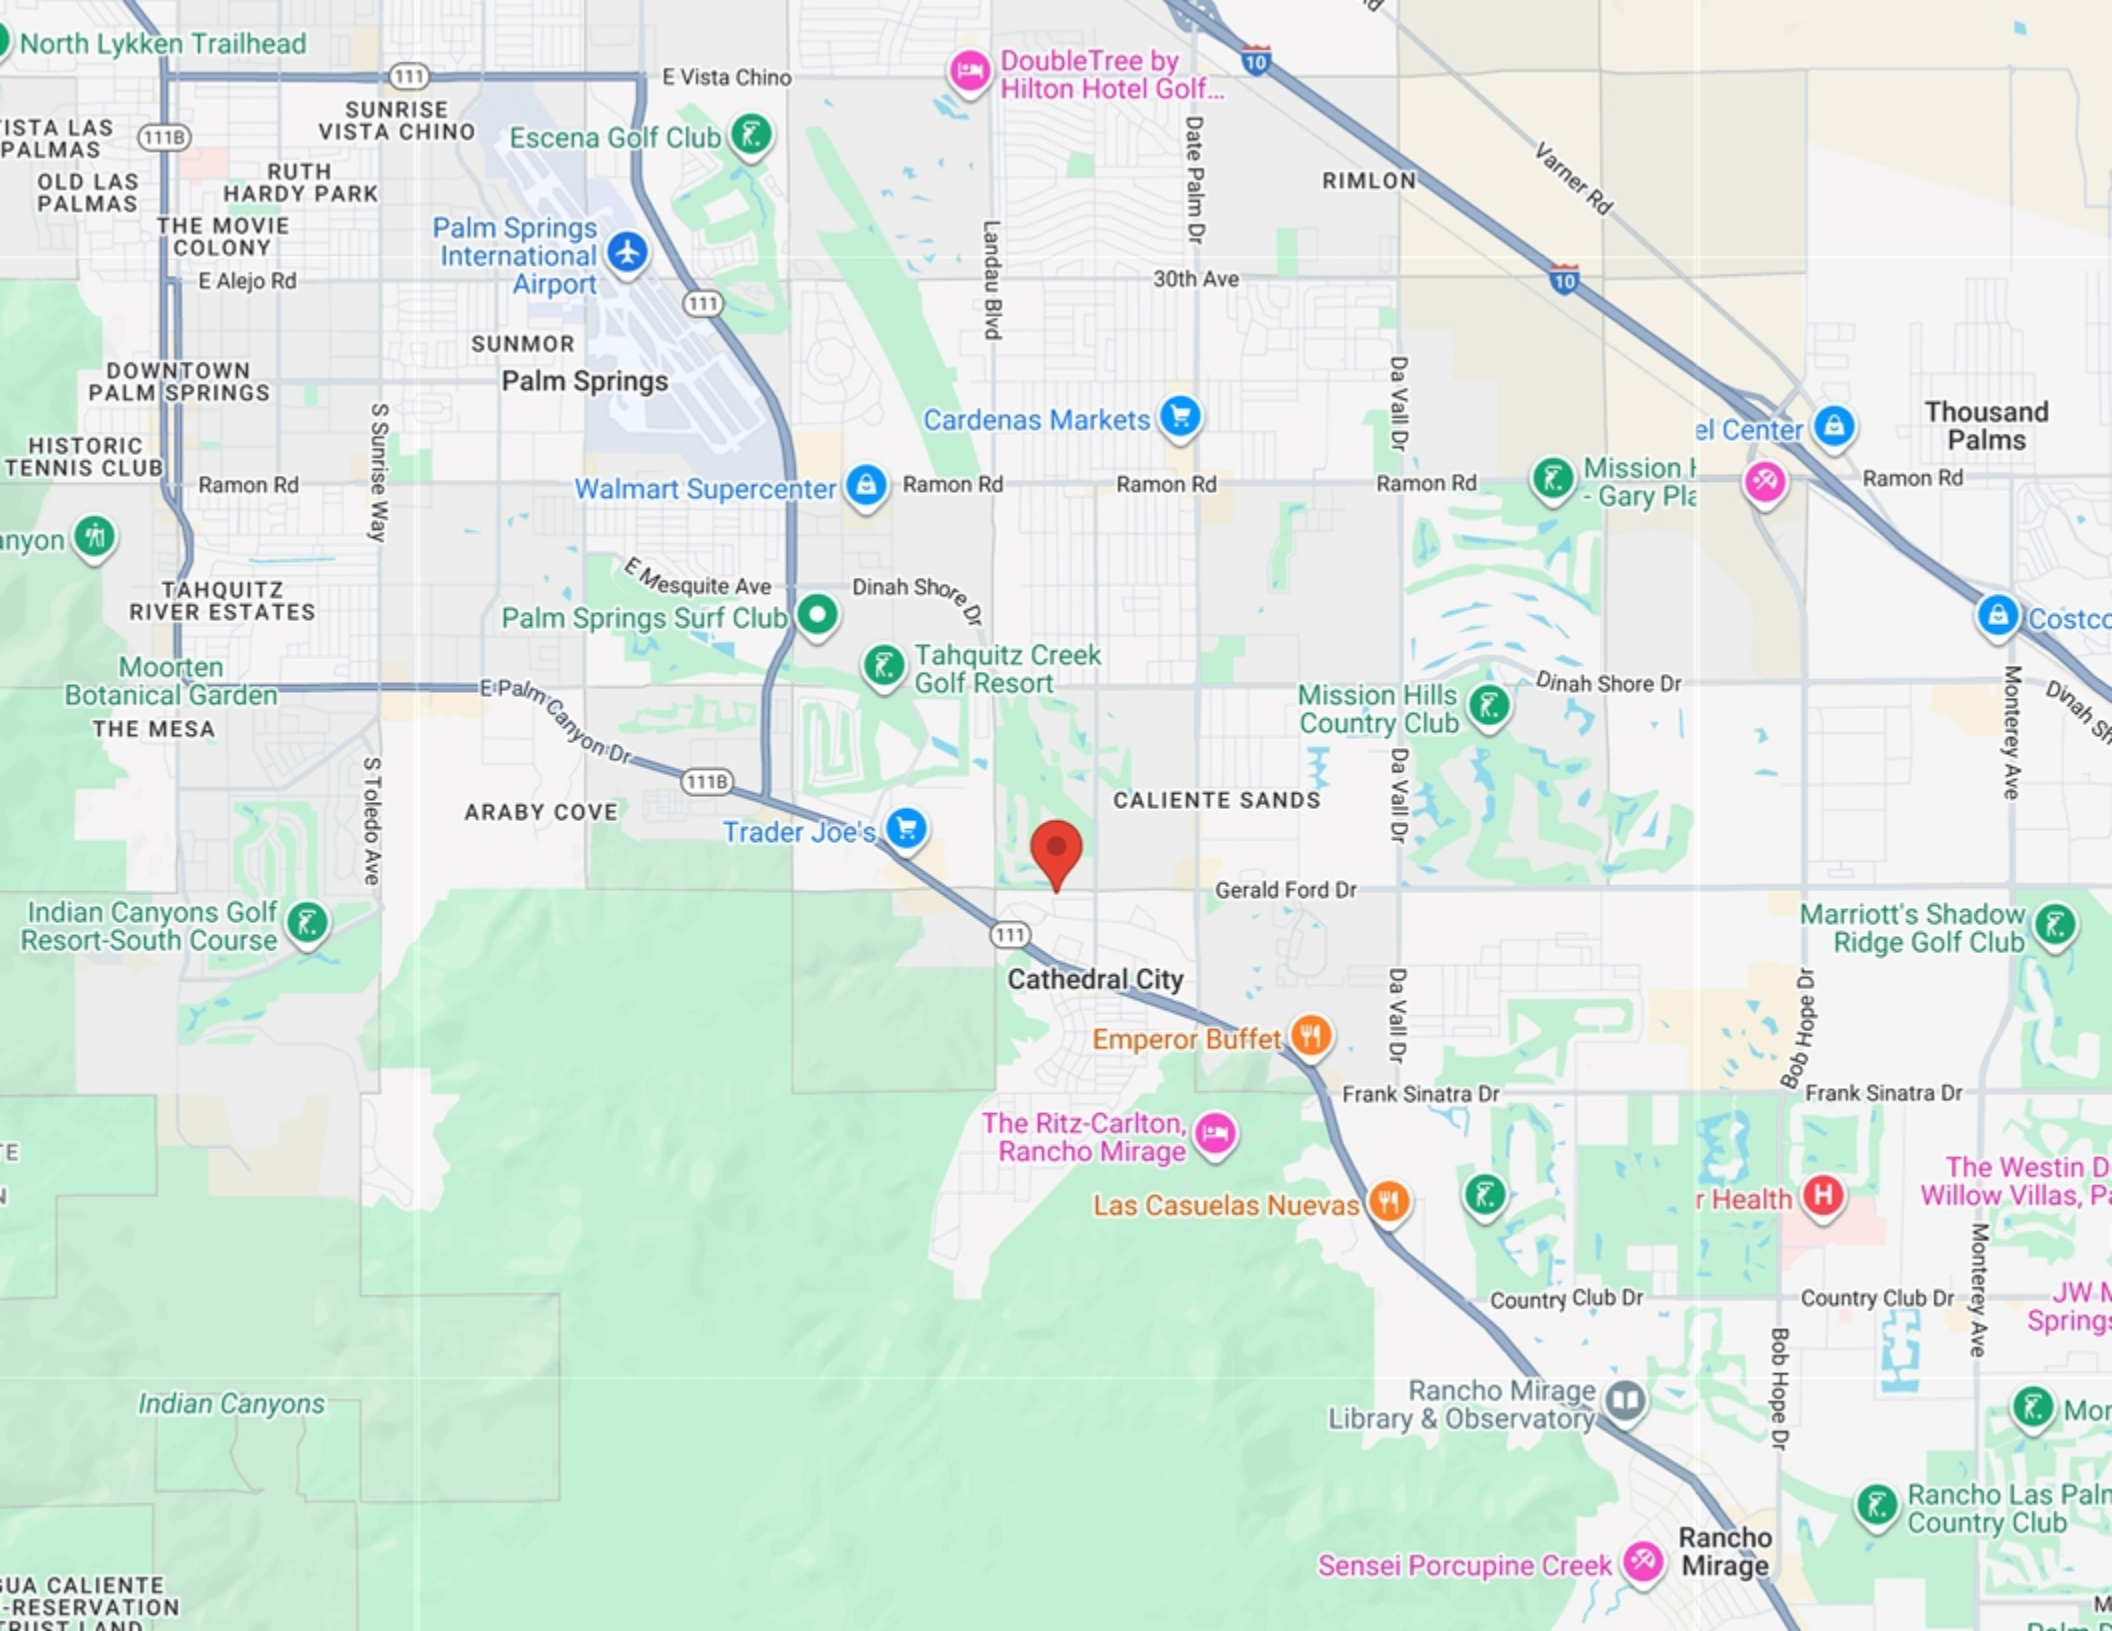 North Lykken Trailhead
111
E Vista Chino
DoubleTree by
Hilton Hotel Golf...
10
SUNRISE
VISTA CHINO
Escena Golf Club
111B
VISTA LAS
PALMAS
OLD LAS
PALMAS
RUTH
HARDY PARK
THE MOVIE
COLONY
Date Palm Dr
RIMLON
Varner Rd
Palm Springs
International
Airport
E Alejo Rd
Landau Blvd
30th Ave
10
111
SUNMOR
Palm Springs
DOWNTOWN
PALM SPRINGS
S Sunrise Way
Cardenas Markets
Da Vall Dr
el Center
Thousand
Palms
HISTORIC
TENNIS CLUB
Ramon Rd
Walmart Supercenter
Ramon Rd
Ramon Rd
Ramon Rd
Mission H
- Gary Pla
Ramon Rd
anyon
E Mesquite Ave
Dinah Shore Dr
TAHQUITZ
RIVER ESTATES
Palm Springs Surf Club
Costco
Moorten
Botanical Garden
THE MESA
Tahquitz Creek
Golf Resort
E Palm Canyon Dr
Mission Hills
Country Club
Dinah Shore Dr
Monterey Ave
Dinah Sh
111B
S Toledo Ave
ARABY COVE
Trader Joe's
CALIENTE SANDS
Da Vall Dr
Gerald Ford Dr
Indian Canyons Golf
Resort-South Course
111
Marriott's Shadow
Ridge Golf Club
Cathedral City
Da Vall Dr
Bob Hope Dr
Emperor Buffet
Frank Sinatra Dr
Frank Sinatra Dr
The Ritz-Carlton,
Rancho Mirage
TE
N
Las Casuelas Nuevas
r Health
H
The Westin D
Willow Villas, Pa
Monterey Ave
Country Club Dr
Country Club Dr
JW M
Springs
Bob Hope Dr
Indian Canyons
Rancho Mirage
Library & Observatory
Mor
Rancho Las Palm
Country Club
Rancho
Mirage
Sensei Porcupine Creek
GUA CALIENTE
-RESERVATION
TRUST LAND
M